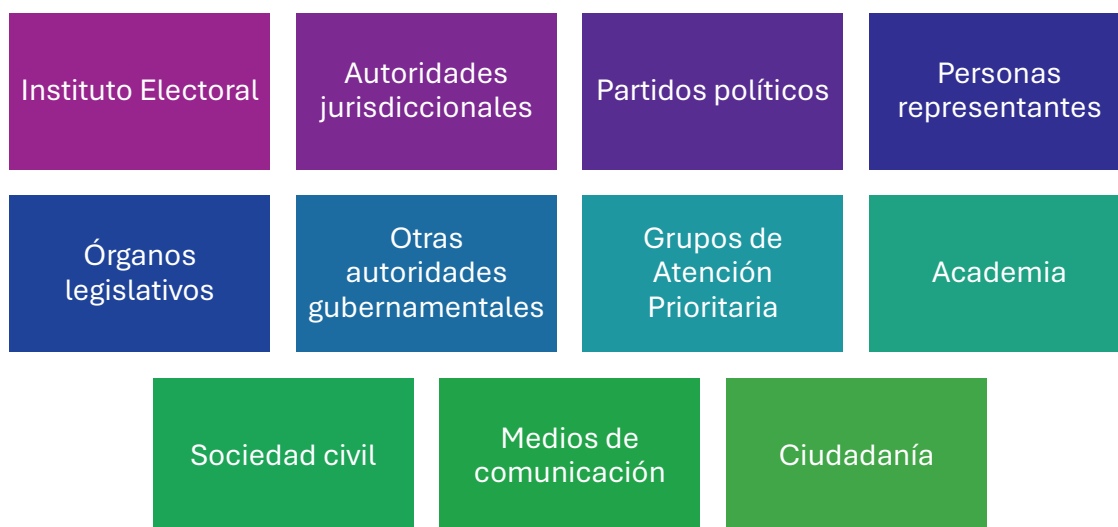 Instituto Electoral
Autoridades
jurisdiccionales
Partidos políticos
Personas
representantes
Órganos
legislativos
Otras
autoridades
gubernamentales
Grupos de
Atención
Prioritaria
Academia
Sociedad civil
Medios de
comunicación
Ciudadanía